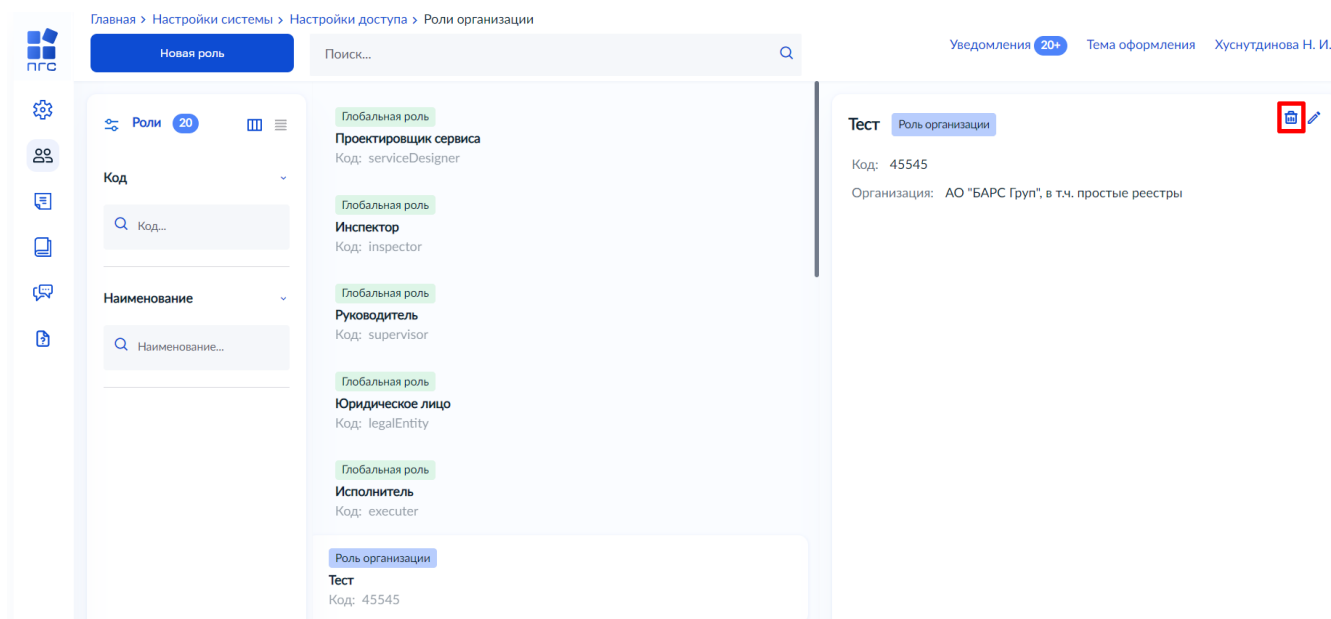 Главная > Настройки системы > Настройки доступа > Роли организации
пгс
Новая роль
Поиск...
Уведомления 20+ Тема оформления Хуснутдинова Н. И.
Роли 20
Код
Код...
Наименование
Наименование...
Глобальная роль
Проектировщик сервиса
Код: serviceDesigner
Глобальная роль
Инспектор
Код: inspector
Глобальная роль
Руководитель
Код: supervisor
Глобальная роль
Юридическое лицо
Код: legalEntity
Глобальная роль
Исполнитель
Код: executer
Роль организации
Тест
Код: 45545
Тест Роль организации
Код: 45545
Организация: АО "БАРС Груп", в т.ч. простые реестры